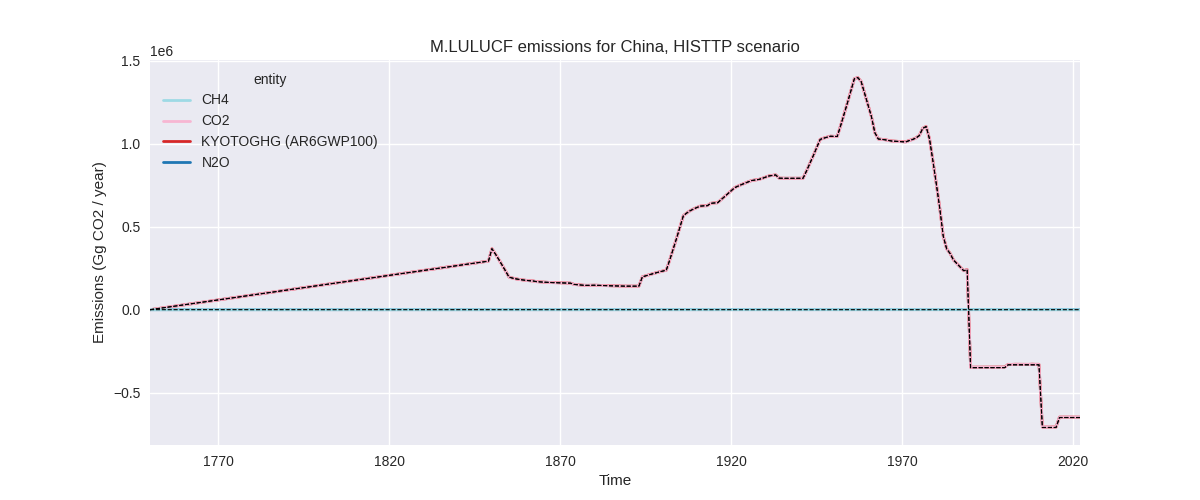 M.LULUCF emissions for China, HISTTP scenario
1e6
1.5
1.0
0.5
0.0
−0.5
Emissions (Gg CO2 / year)
entity
CH4
CO2
KYOTOGHG (AR6GWP100)
N2O
1770
1820
1870
1920
1970
2020
Time